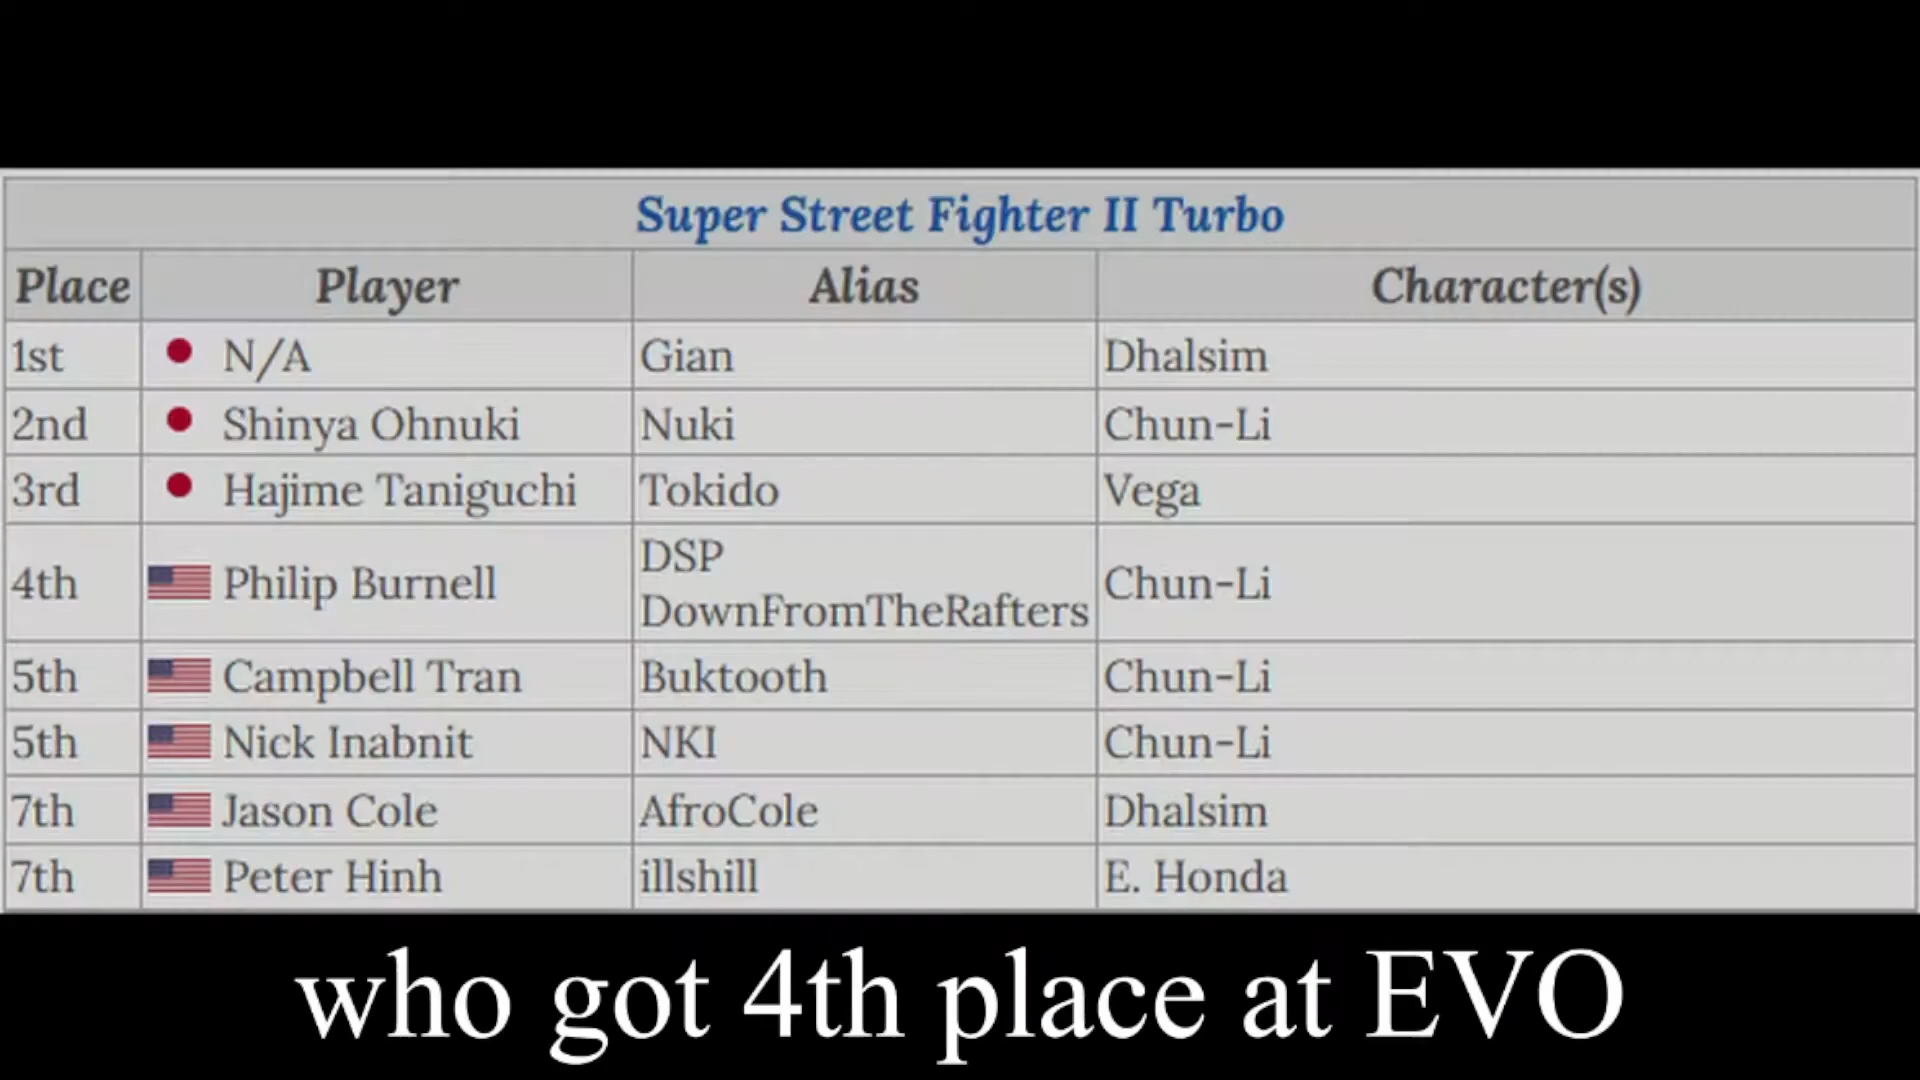 Super Street Fighter II Turbo
Place Player Alias Character(s)
1st N/A Gian Dhalsim
2nd Shinya Ohnuki Nuki Chun-Li
3rd Hajime Taniguchi Tokido Vega
4th Philip Burnell DSP DownFromTheRafters Chun-Li
5th Campbell Tran Buktooth Chun-Li
5th Nick Inabnit NKI Chun-Li
7th Jason Cole AfroCole Dhalsim
7th Peter Hinh illshill E. Honda
who got 4th place at EVO